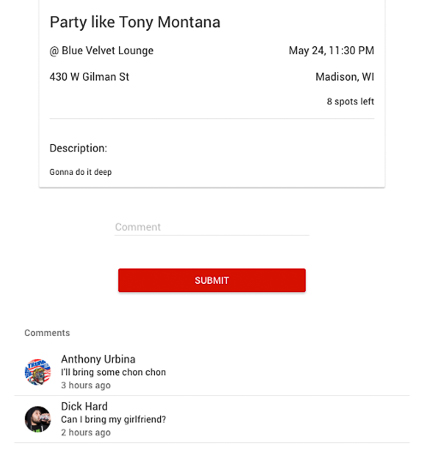 Party like Tony Montana
@ Blue Velvet Lounge May 24, 11:30 PM
430 W Gilman St Madison, WI
8 spots left
Description:
Gonna do it deep
Comment
SUBMIT
Comments
Anthony Urbina
I'll bring some chon chon
3 hours ago
Dick Hard
Can I bring my girlfriend?
2 hours ago